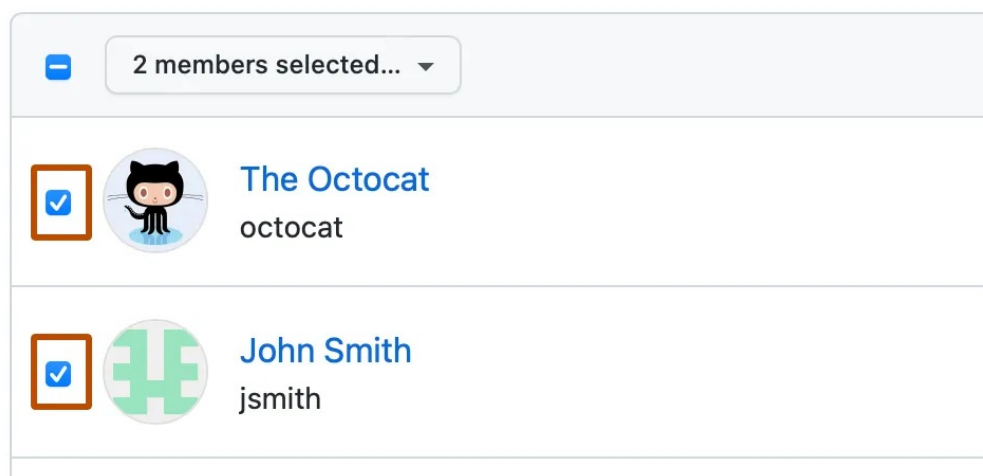 2 members selected...
The Octocat
octocat
John Smith
jsmith